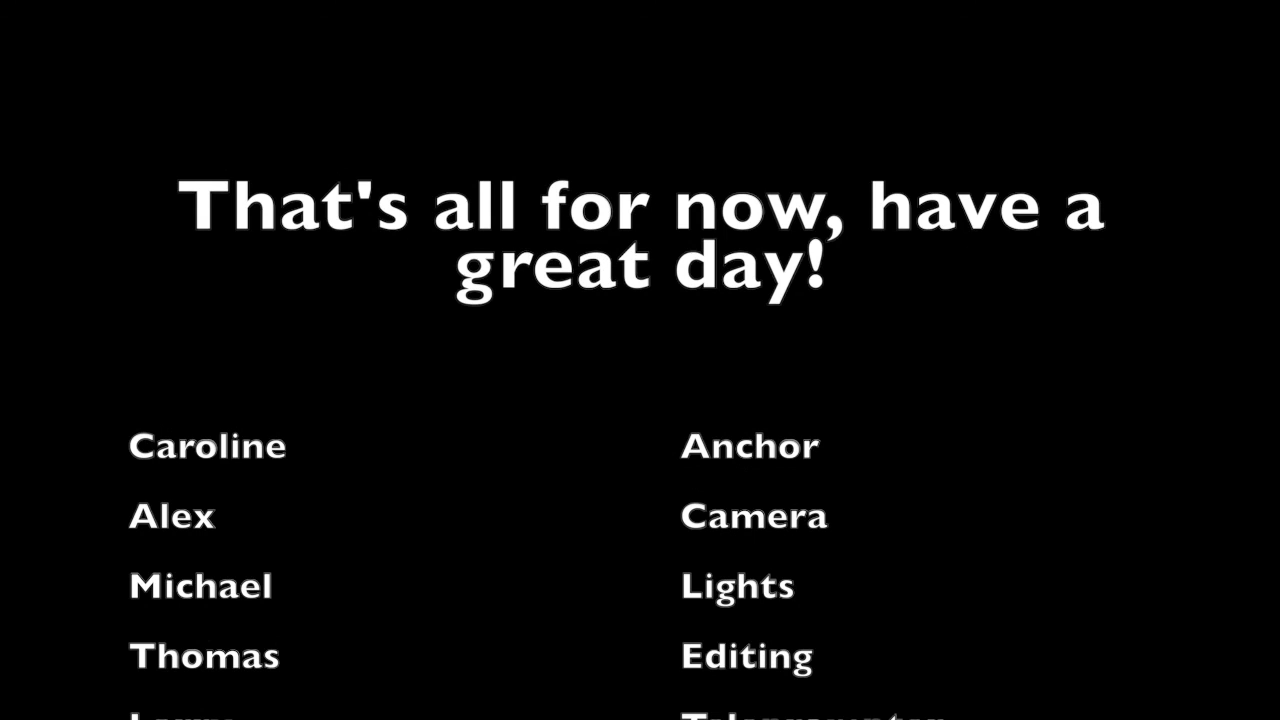 That's all for now, have a
great day!
Caroline Anchor
Alex Camera
Michael Lights
Thomas Editing